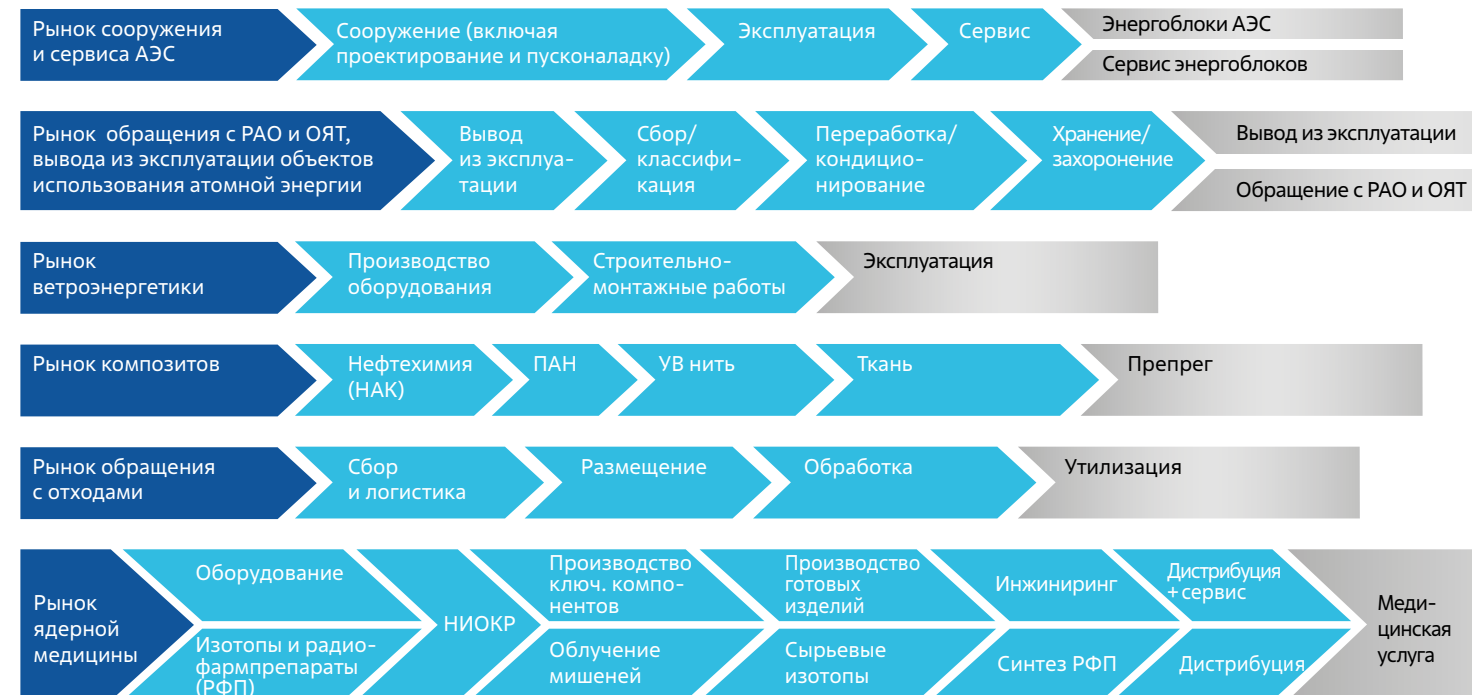 Рынок сооружения
и сервиса АЭС
Сооружение (включая
проектирование и пусконаладку)
Эксплуатация
Сервис
Энергоблоки АЭС
Сервис энергоблоков
Рынок обращения с РАО и ОЯТ,
вывода из эксплуатации объектов
использования атомной энергии
Вывод
из эксплуа-
тации
Сбор/
классифи-
кация
Переработка/
кондицио-
нирование
Хранение/
захоронение
Вывод из эксплуатации
Обращение с РАО и ОЯТ
Рынок
ветроэнергетики
Производство
оборудования
Строительно-
монтажные работы
Эксплуатация
Рынок композитов
Нефтехимия
(НАК)
ПАН
УВ нить
Ткань
Препрег
Рынок обращения
с отходами
Сбор
и логистика
Размещение
Обработка
Утилизация
Рынок
ядерной
медицины
Оборудование
Изотопы и радио-
фармпрепараты
(РФП)
НИОКР
Производство
ключ. компо-
нентов
Облучение
мишеней
Производство
готовых
изделий
Сырьевые
изотопы
Инжиниринг
Синтез РФП
Дистрибуция
+ сервис
Дистрибуция
Меди-
цинская
услуга